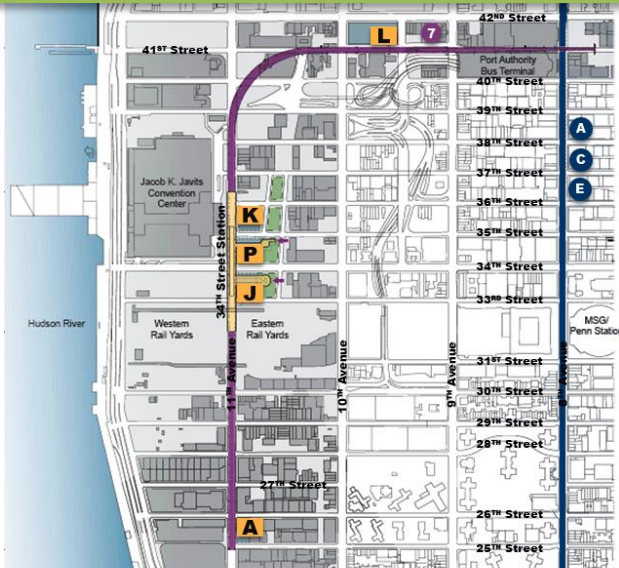 42ND Street
L
7
41ST Street
Port Authority
Bus Terminal
40TH Street
39TH Street
A
38TH Street
C
37TH Street
E
Jacob K. Javits
Convention
Center
36TH Street
K
35TH Street
P
34TH Street Station
34TH Street
J
33RD Street
Hudson River
Western
Rail Yards
Eastern
Rail Yards
MSG/
Penn Statio
11TH Avenue
10TH Avenue
9TH Avenue
8TH Avenue
31ST Street
30TH Street
29TH Street
28TH Street
27TH Street
26TH Street
A
25TH Street